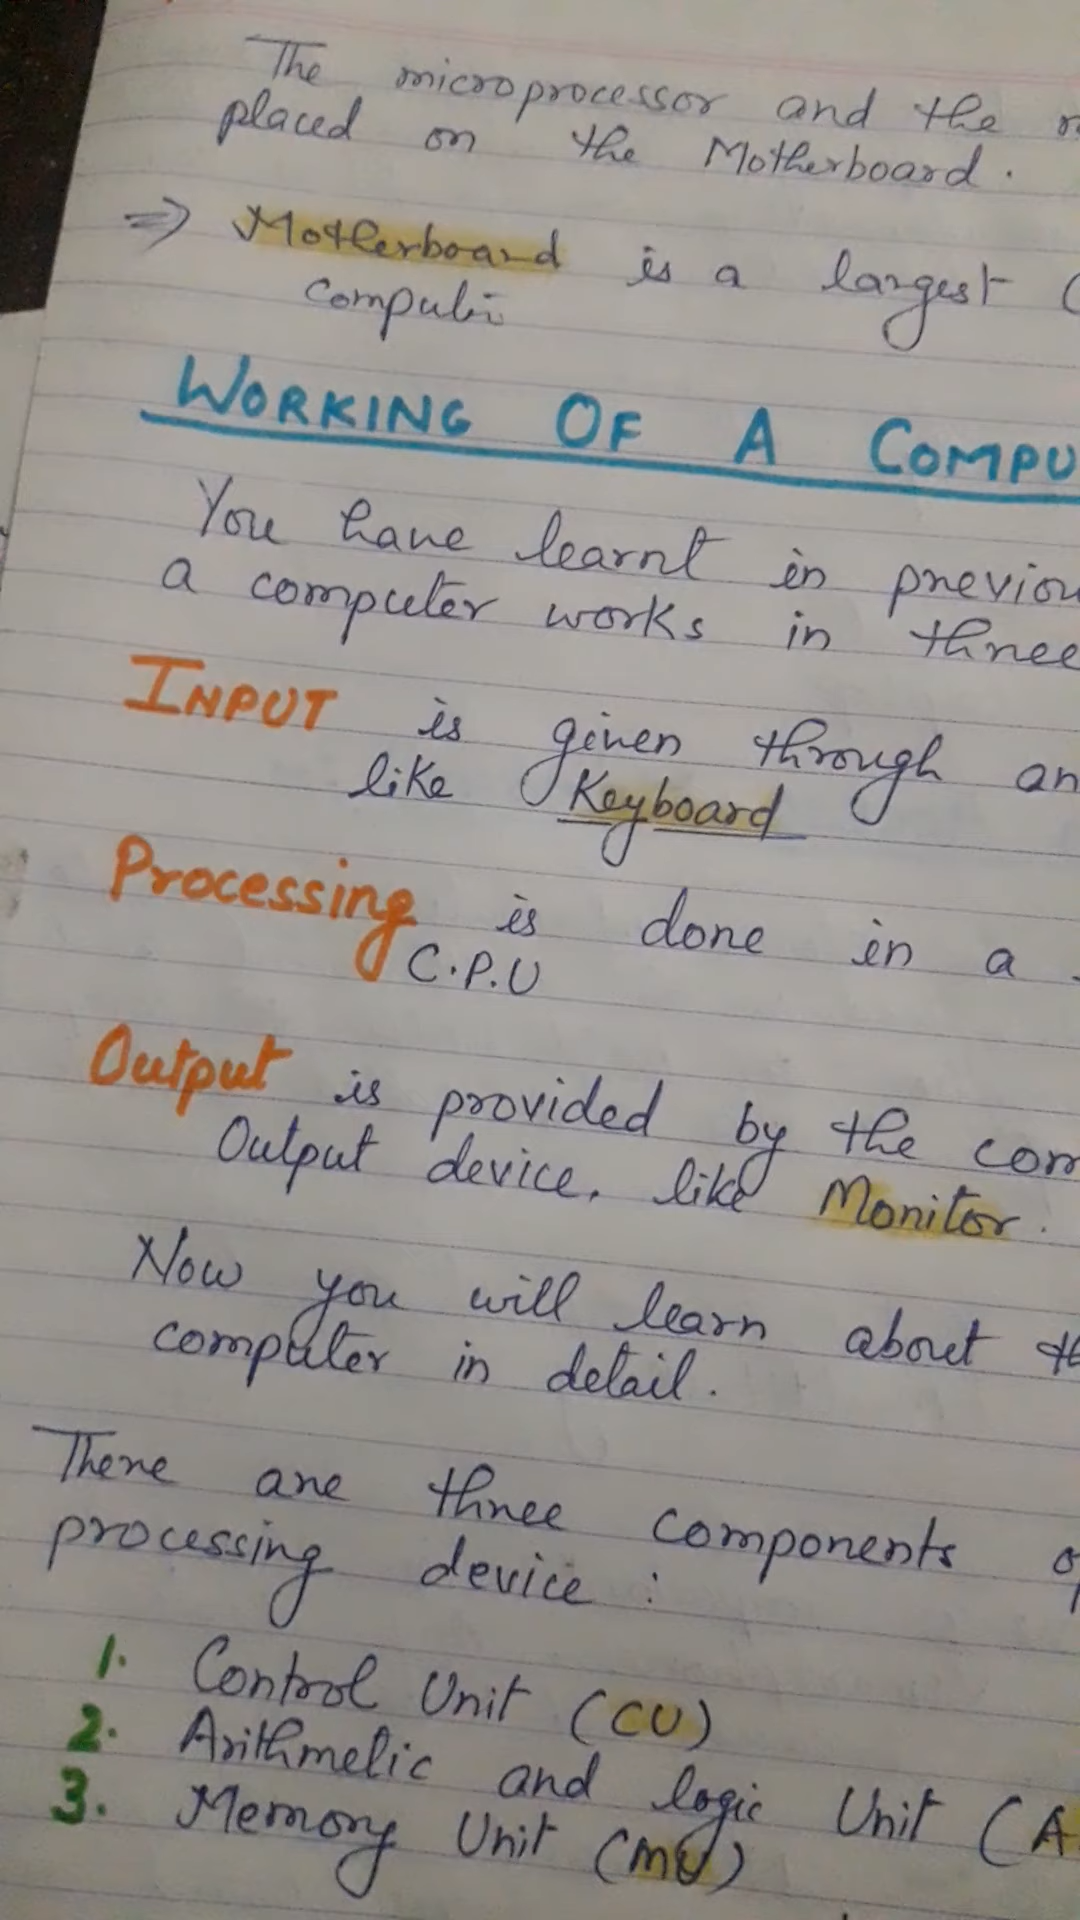 The microprocessor and the
placed on the Motherboard.
⇒ Motherboard is a largest
WORKING OF A COMPU
You have learnt in previou
a computer works in three
INPUT is given through an
like Keyboard
Processing is done in a
C.P.U
Output is provided by the com
Output device, like Monitor.
Now you will learn about th
computer in detail.
There are three components
processing device :
1. Control Unit (CU)
2. Arithmetic and logic Unit (A
3. Memory Unit (MU)